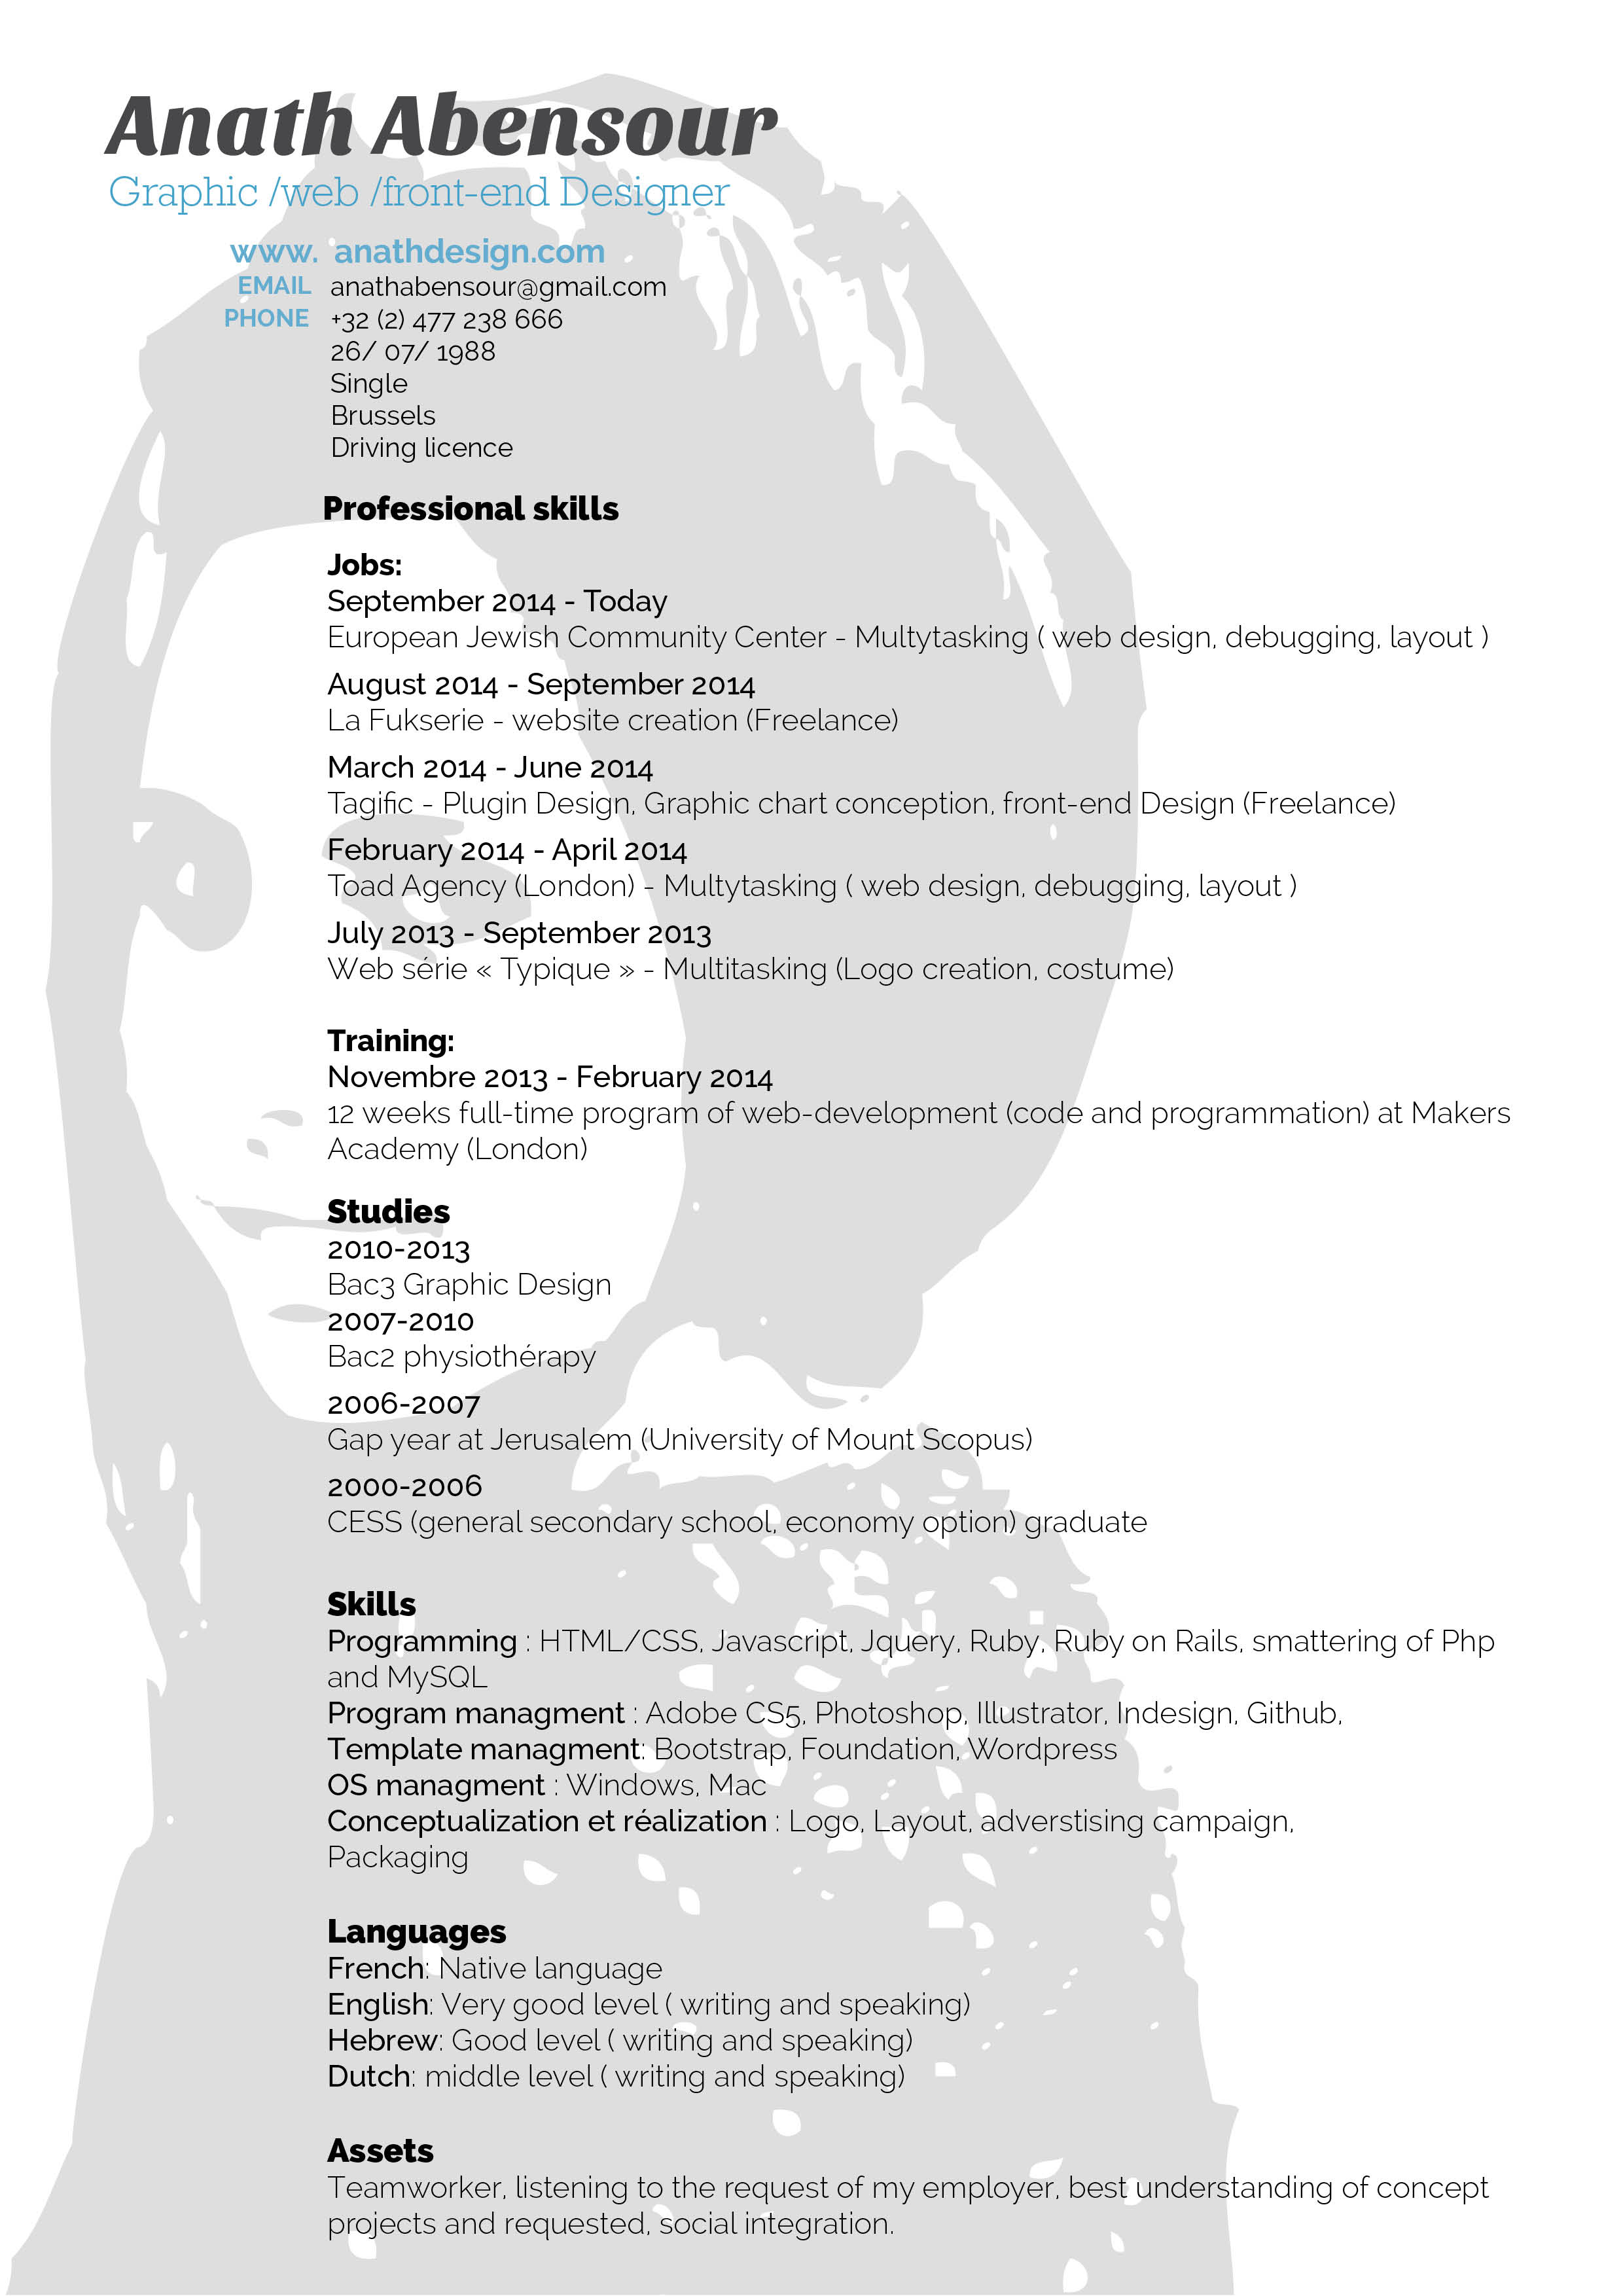 Anath Abensour
Graphic /web /front-end Designer
www. anathdesign.com
EMAIL anathabensour@gmail.com
PHONE +32 (2) 477 238 666
26/ 07/ 1988
Single
Brussels
Driving licence
Professional skills
Jobs:
September 2014 - Today
European Jewish Community Center - Multytasking ( web design, debugging, layout )
August 2014 - September 2014
La Fukserie - website creation (Freelance)
March 2014 - June 2014
Tagific - Plugin Design, Graphic chart conception, front-end Design (Freelance)
February 2014 - April 2014
Toad Agency (London) - Multytasking ( web design, debugging, layout )
July 2013 - September 2013
Web série « Typique » - Multitasking (Logo creation, costume)
Training:
Novembre 2013 - February 2014
12 weeks full-time program of web-development (code and programmation) at Makers
Academy (London)
Studies
2010-2013
Bac3 Graphic Design
2007-2010
Bac2 physiothérapy
2006-2007
Gap year at Jerusalem (University of Mount Scopus)
2000-2006
CESS (general secondary school, economy option) graduate
Skills
Programming : HTML/CSS, Javascript, Jquery, Ruby, Ruby on Rails, smattering of Php
and MySQL
Program managment : Adobe CS5, Photoshop, Illustrator, Indesign, Github,
Template managment: Bootstrap, Foundation, Wordpress
OS managment : Windows, Mac
Conceptualization et réalization : Logo, Layout, adverstising campaign,
Packaging
Languages
French: Native language
English: Very good level ( writing and speaking)
Hebrew: Good level ( writing and speaking)
Dutch: middle level ( writing and speaking)
Assets
Teamworker, listening to the request of my employer, best understanding of concept
projects and requested, social integration.